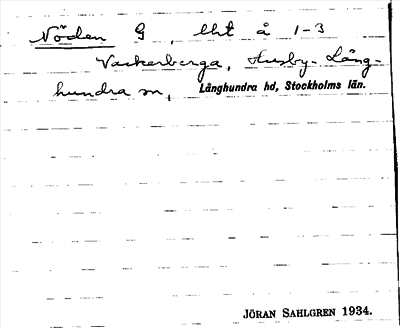 Nöden G, lht å 1-3
Vackerberga, Husby-Lång-
hundra sn, Långhundra hd, Stockholms län.
JÖRAN SAHLGREN 1934.